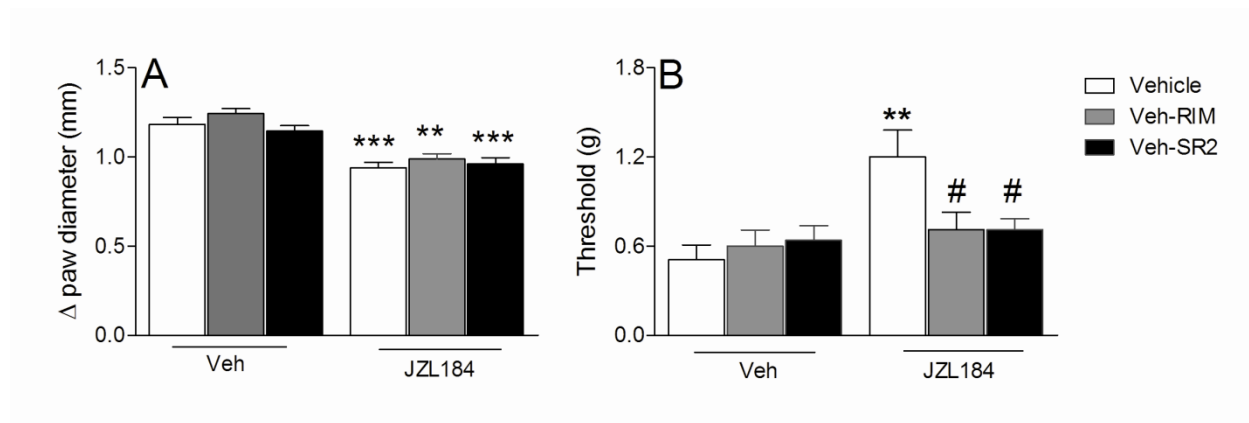 A
Δ paw diameter (mm)
1.5
1.0
0.5
0.0
*** ** ***
Veh JZL184
B
Threshold (g)
1.8
1.2
0.6
0.0
**
# #
Veh JZL184
Vehicle
Veh-RIM
Veh-SR2